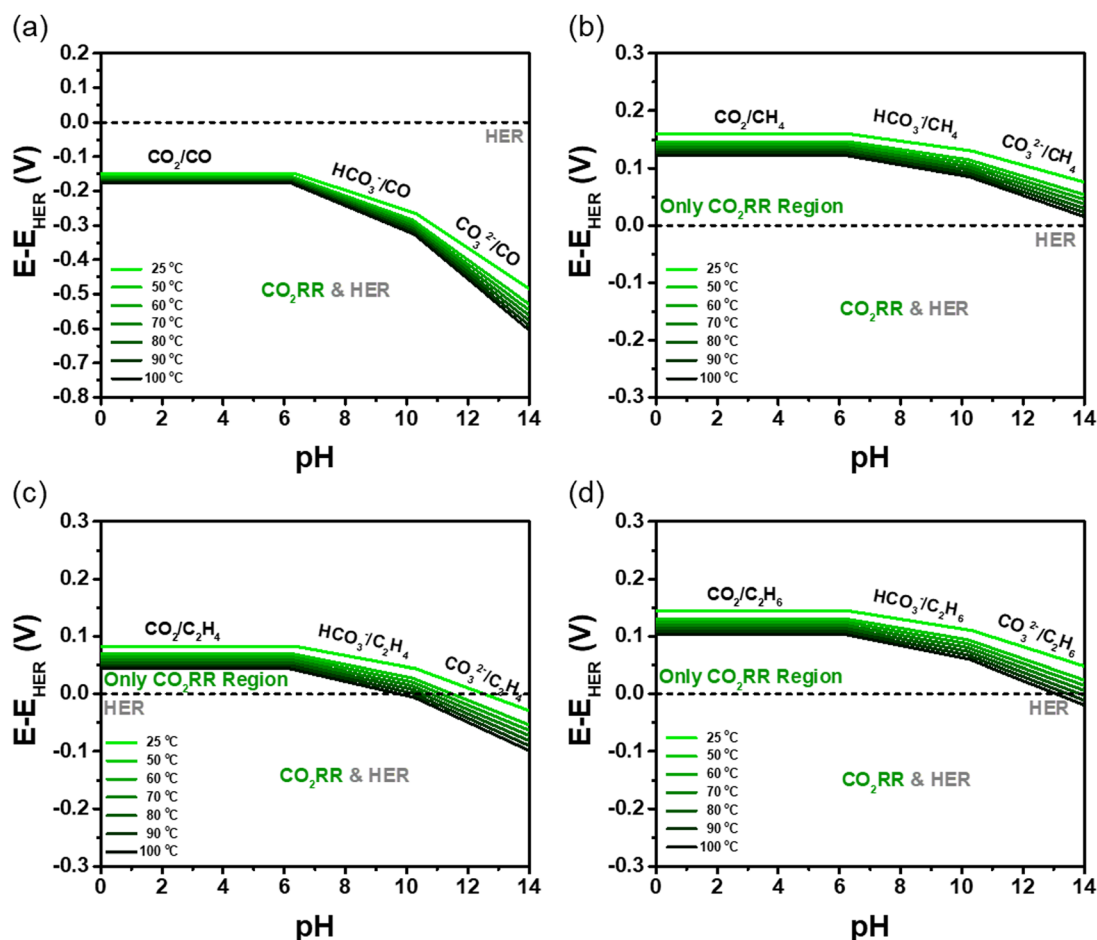 (a)
0.2
0.1
0.0
-0.1
-0.2
-0.3
-0.4
-0.5
-0.6
-0.7
-0.8
E-E_HER (V)
HER
CO₂/CO
HCO₃⁻/CO
CO₃²⁻/CO
CO₂RR & HER
25 °C
50 °C
60 °C
70 °C
80 °C
90 °C
100 °C
0 2 4 6 8 10 12 14
pH
(b)
0.3
0.2
0.1
0.0
-0.1
-0.2
-0.3
E-E_HER (V)
CO₂/CH₄
HCO₃⁻/CH₄
CO₃²⁻/CH₄
Only CO₂RR Region
HER
CO₂RR & HER
25 °C
50 °C
60 °C
70 °C
80 °C
90 °C
100 °C
0 2 4 6 8 10 12 14
pH
(c)
0.3
0.2
0.1
0.0
-0.1
-0.2
-0.3
E-E_HER (V)
CO₂/C₂H₄
HCO₃⁻/C₂H₄
CO₃²⁻/C₂H₄
Only CO₂RR Region
HER
CO₂RR & HER
25 °C
50 °C
60 °C
70 °C
80 °C
90 °C
100 °C
0 2 4 6 8 10 12 14
pH
(d)
0.3
0.2
0.1
0.0
-0.1
-0.2
-0.3
E-E_HER (V)
CO₂/C₂H₆
HCO₃⁻/C₂H₆
CO₃²⁻/C₂H₆
Only CO₂RR Region
HER
CO₂RR & HER
25 °C
50 °C
60 °C
70 °C
80 °C
90 °C
100 °C
0 2 4 6 8 10 12 14
pH